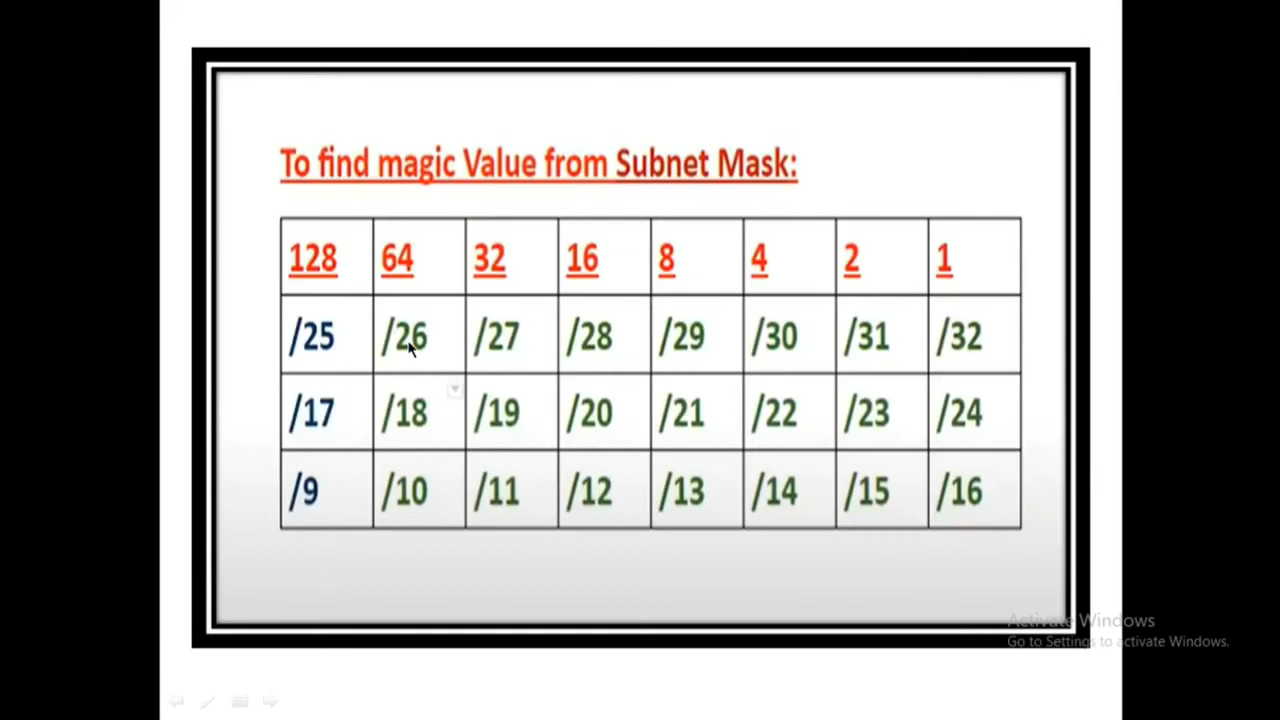 To find magic Value from Subnet Mask:
128 64 32 16 8 4 2 1
/25 /26 /27 /28 /29 /30 /31 /32
/17 /18 /19 /20 /21 /22 /23 /24
/9 /10 /11 /12 /13 /14 /15 /16
Activate Windows
Go to Settings to activate Windows.